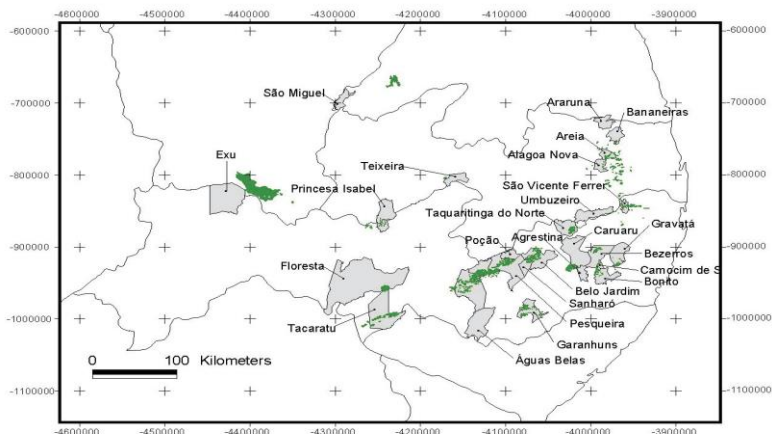 -4600000 -4500000 -4400000 -4300000 -4200000 -4100000 -4000000 -3900000
-600000 -600000
São Miguel
-700000 -700000
Araruna
Bananeiras
Areia
Alagoa Nova
Exu
Teixeira
-800000 -800000
Princesa Isabel
São Vicente Ferrer
Umbuzeiro
Taquaritinga do Norte
Gravatá
Caruaru
Agrestina
Poção
-900000 -900000
Bezerros
Floresta
Camocim de S
Bonito
Belo Jardim
Sanharó
Tacaratu
Pesqueira
-1000000 -1000000
Garanhuns
Águas Belas
0 100 Kilometers
-1100000 -1100000
-4600000 -4500000 -4400000 -4300000 -4200000 -4100000 -4000000 -3900000